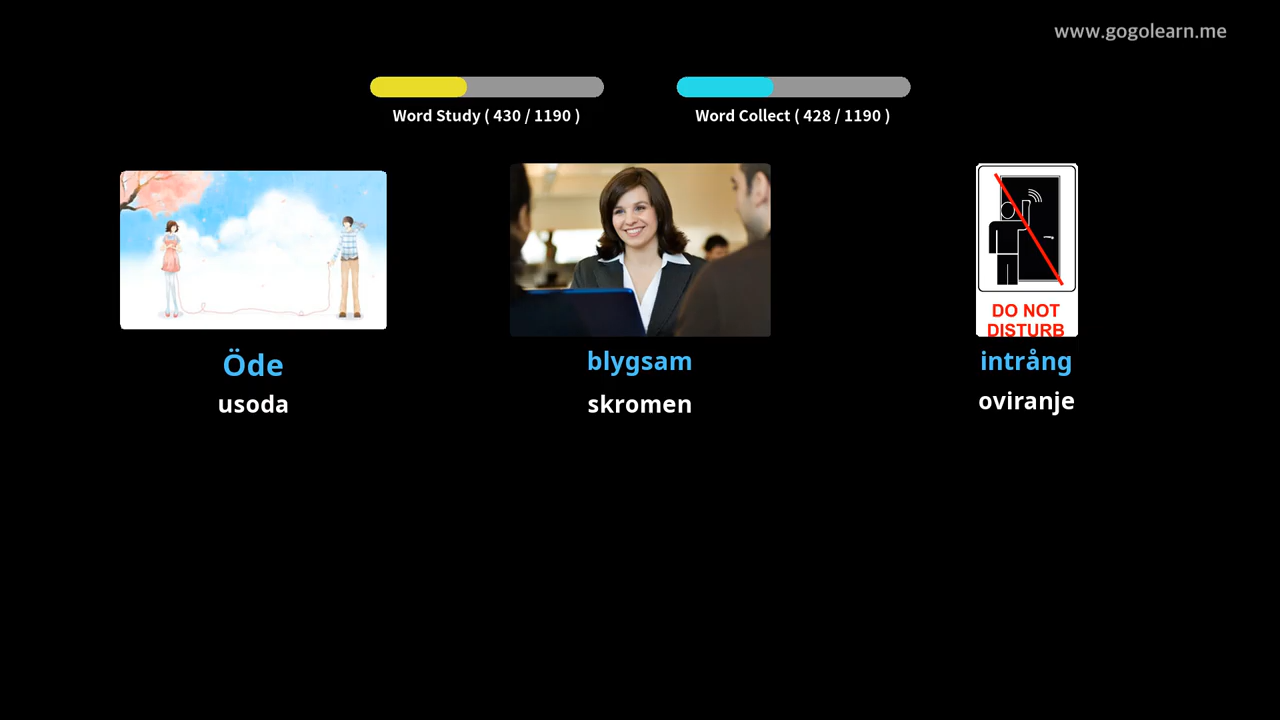 www.gogolearn.me
Word Study ( 430 / 1190 )
Word Collect ( 428 / 1190 )
DO NOT
DISTURB
Öde
blygsam
intrång
usoda
skromen
oviranje